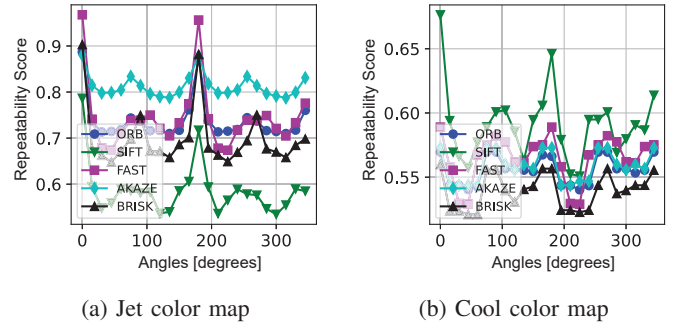 Repeatability Score
0.9
0.8
0.7
0.6
ORB
SIFT
FAST
AKAZE
BRISK
0 100 200 300
Angles [degrees]
(a) Jet color map
Repeatability Score
0.65
0.60
0.55
ORB
SIFT
FAST
AKAZE
BRISK
0 100 200 300
Angles [degrees]
(b) Cool color map